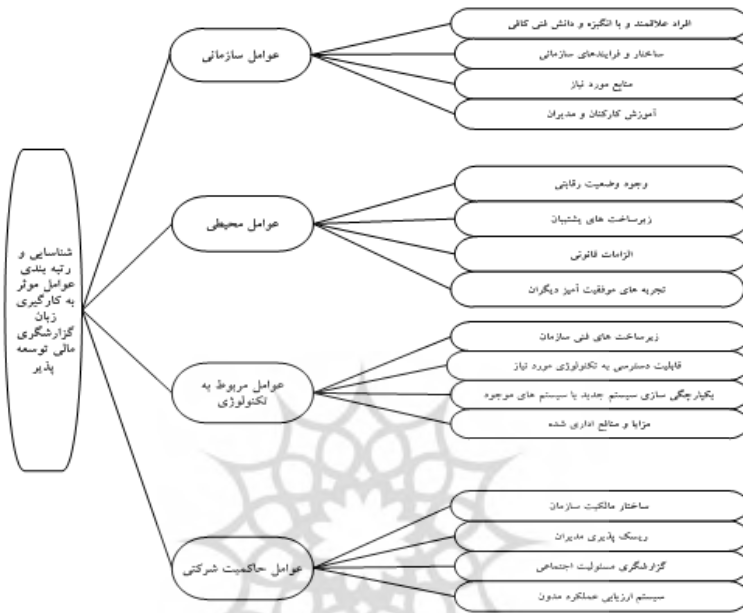 شناسایی و
رتبه بندی
عوامل موثر
به کارگیری
زبان
گزارشگری
مالی توسعه
پذیر
عوامل سازمانی
افراد علاقمند و با انگیزه و دانش فنی کافی
ساختار و فرایندهای سازمانی
منابع مورد نیاز
آموزش کارکنان و مدیران
عوامل محیطی
وجود وضعیت رقابتی
زیرساخت های پشتیبان
الزامات قانونی
تجربه های موفقیت آمیز دیگران
عوامل مربوط به
تکنولوژی
زیرساخت های فنی سازمان
قابلیت دسترسی به تکنولوژی مورد نیاز
یکپارچگی سازی سیستم جدید با سیستم های موجود
مزایا و منافع اداری شده
عوامل حاکمیت شرکتی
ساختار مالکیت سازمان
ریسک پذیری مدیران
گزارشگری مسئولیت اجتماعی
سیستم ارزیابی عملکرد مدون